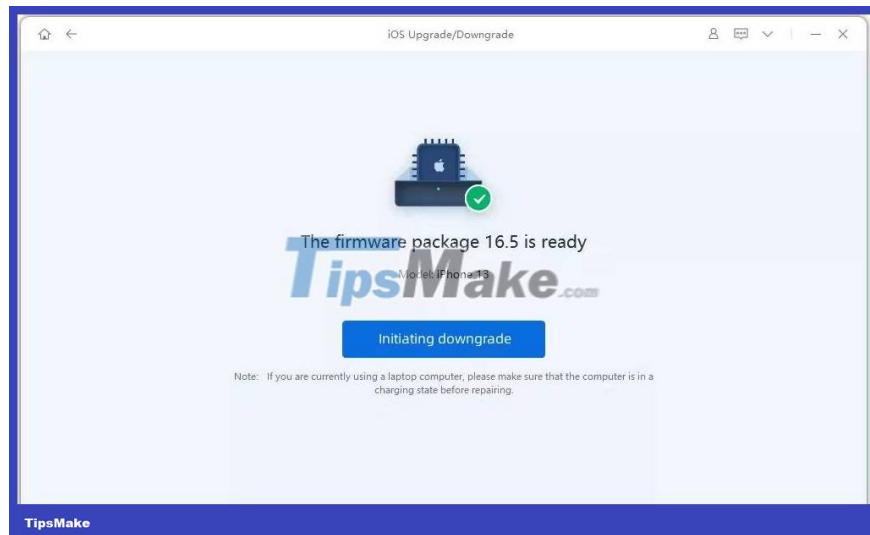 iOS Upgrade/Downgrade
The firmware package 16.5 is ready
Model: iPhone 13
TipsMake.com
Initiating downgrade
Note: If you are currently using a laptop computer, please make sure that the computer is in a
charging state before repairing.
TipsMake